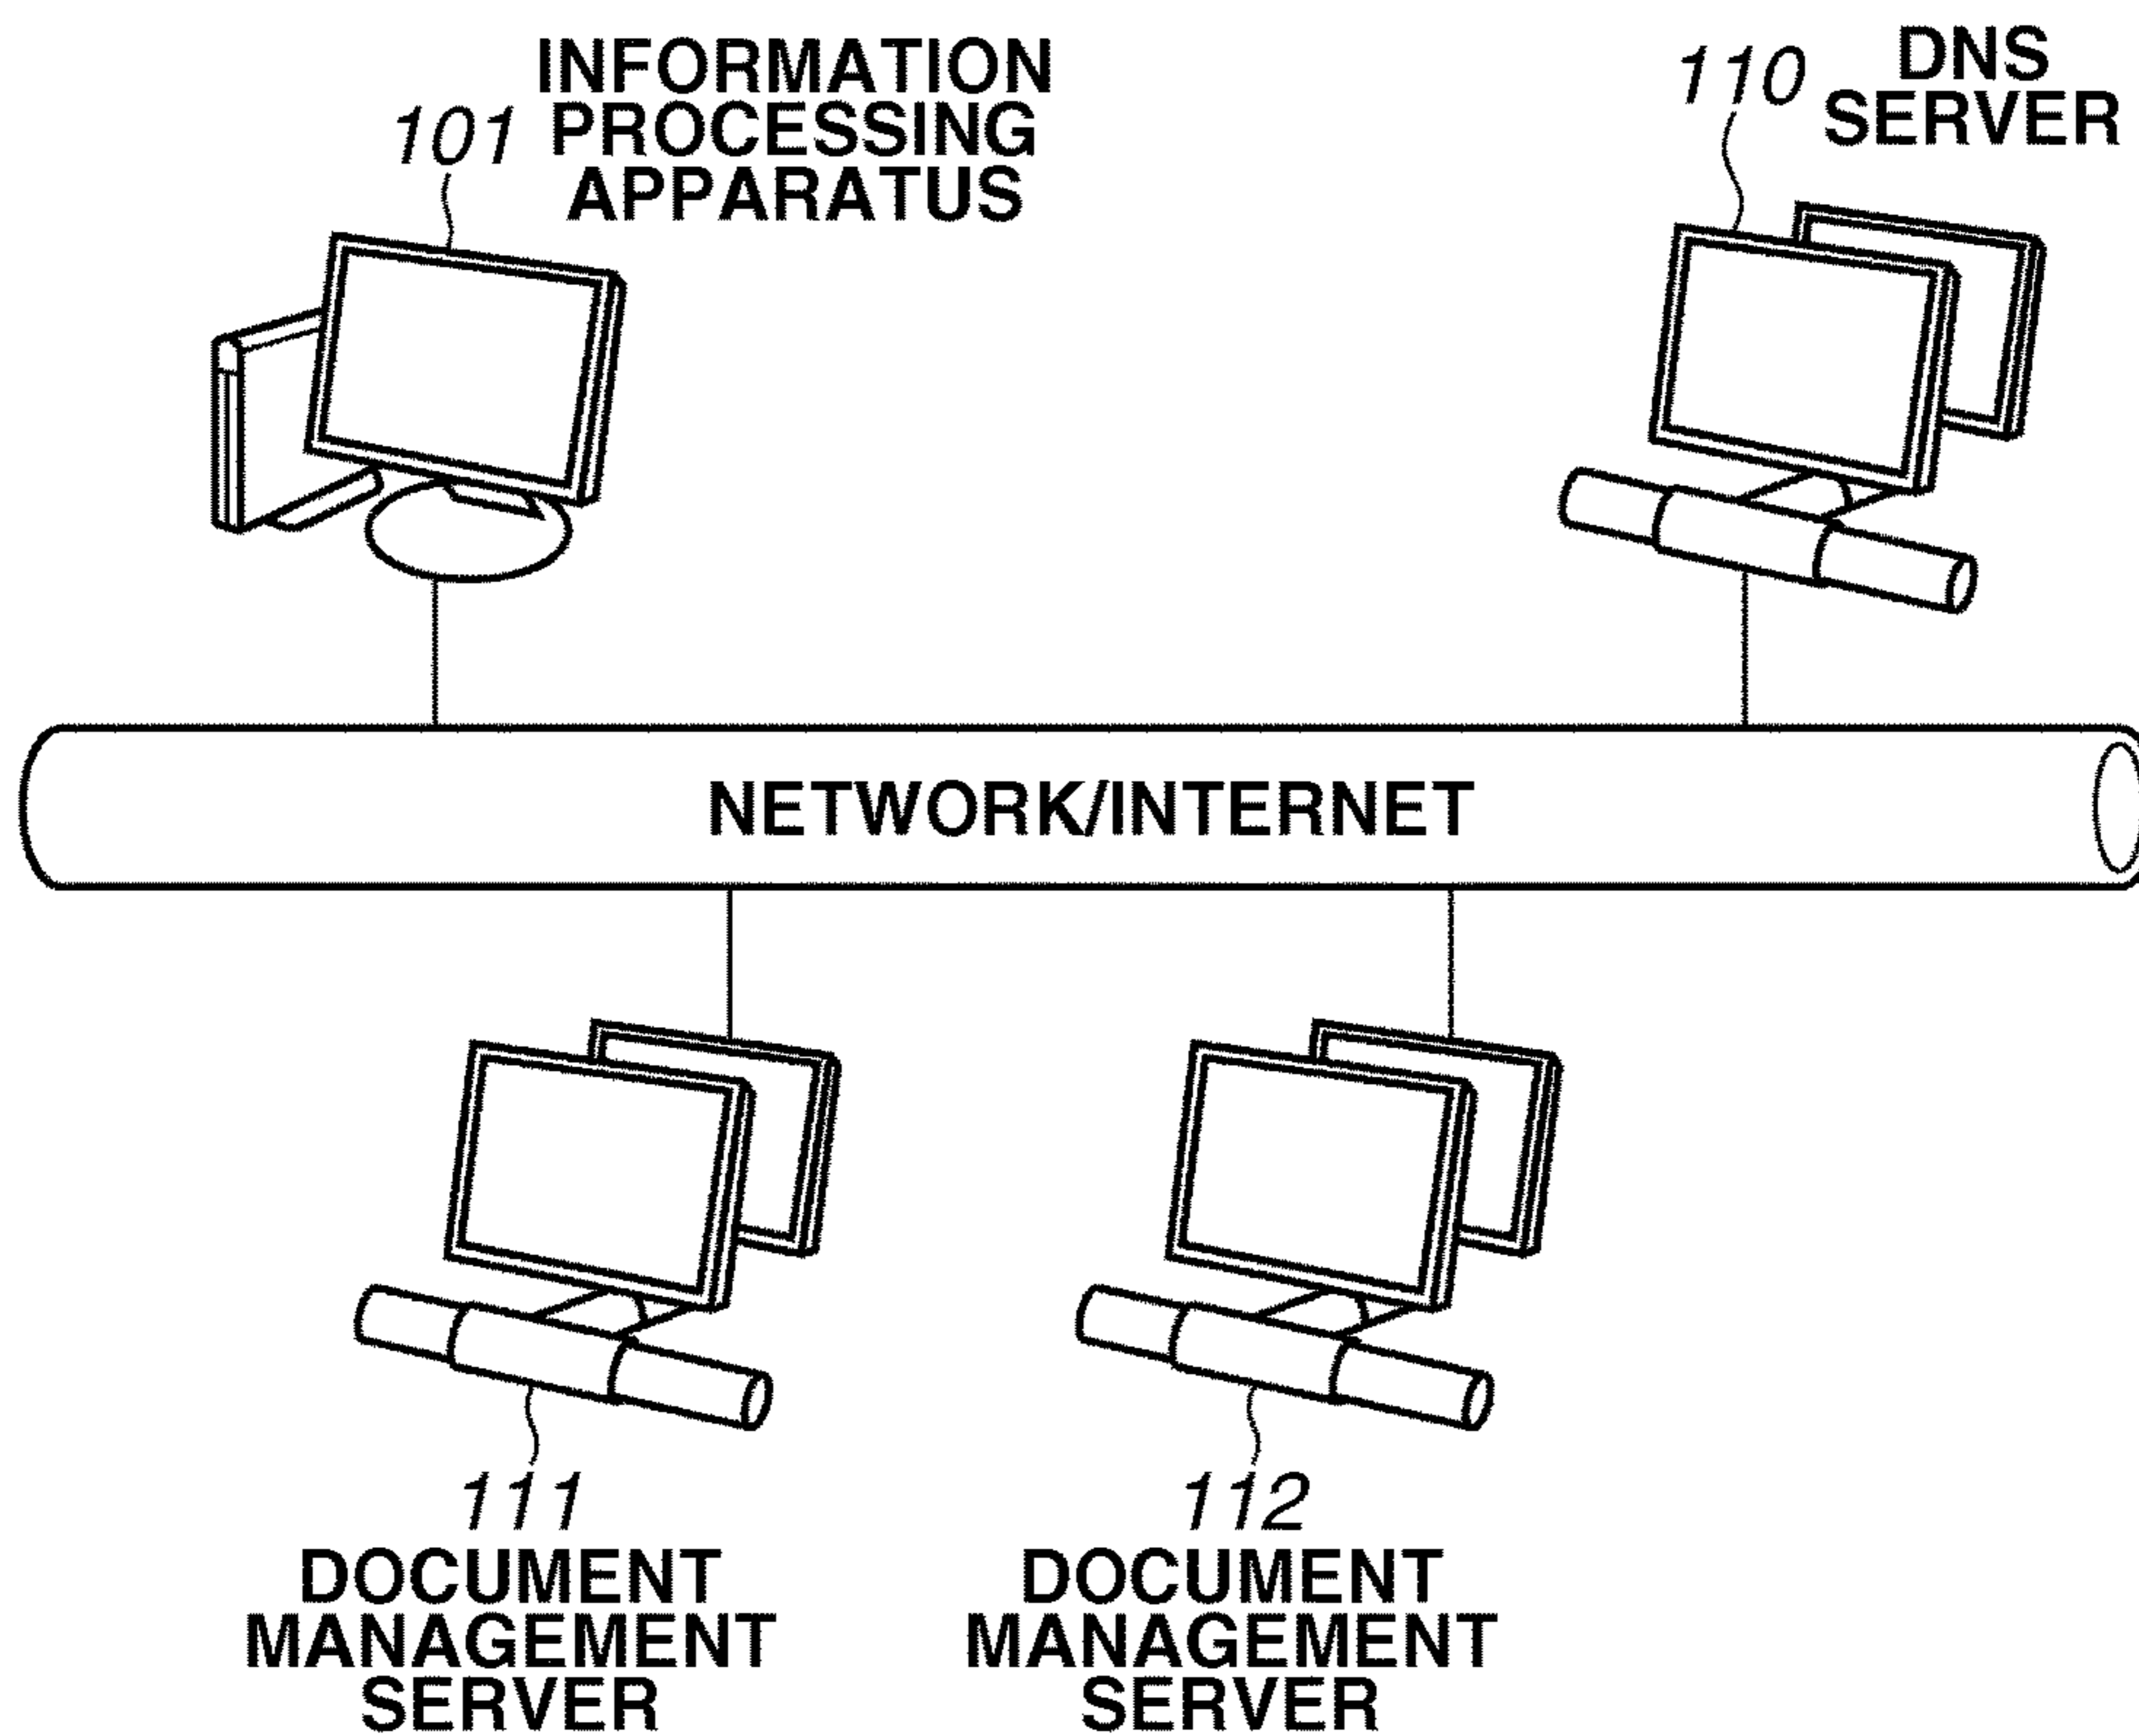 INFORMATION
101 PROCESSING
APPARATUS
110 DNS
SERVER
NETWORK/INTERNET
111
DOCUMENT
MANAGEMENT
SERVER
112
DOCUMENT
MANAGEMENT
SERVER